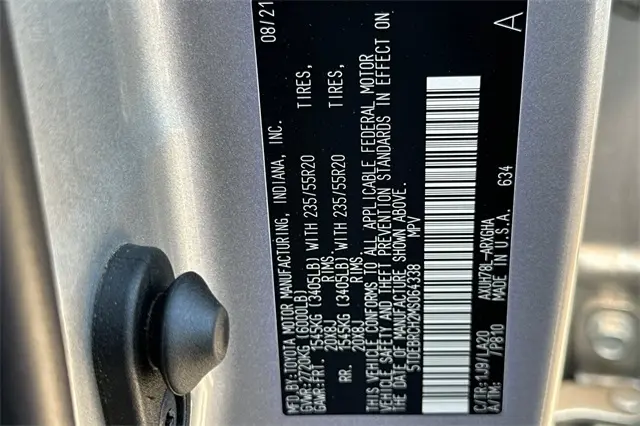 MFD.BY:TOYOTA MOTOR MANUFACTURING, INDIANA, INC. 08/21
GVWR:2720KG (6000LB)
GAWR:FRT. 1545KG (3405LB) WITH 235/55R20 TIRES,
20X8J RIMS,
RR. 1545KG (3405LB) WITH 235/55R20 TIRES,
20X8J RIMS.
THIS VEHICLE CONFORMS TO ALL APPLICABLE FEDERAL MOTOR
VEHICLE SAFETY AND THEFT PREVENTION STANDARDS IN EFFECT ON
THE DATE OF MANUFACTURE SHOWN ABOVE.
5TDEBRCH2MS064338 MPV
C/TR:1J9/LA20 AXUH78L-ARXGHA 634 A
A/TM: /P810 MADE IN U.S.A.